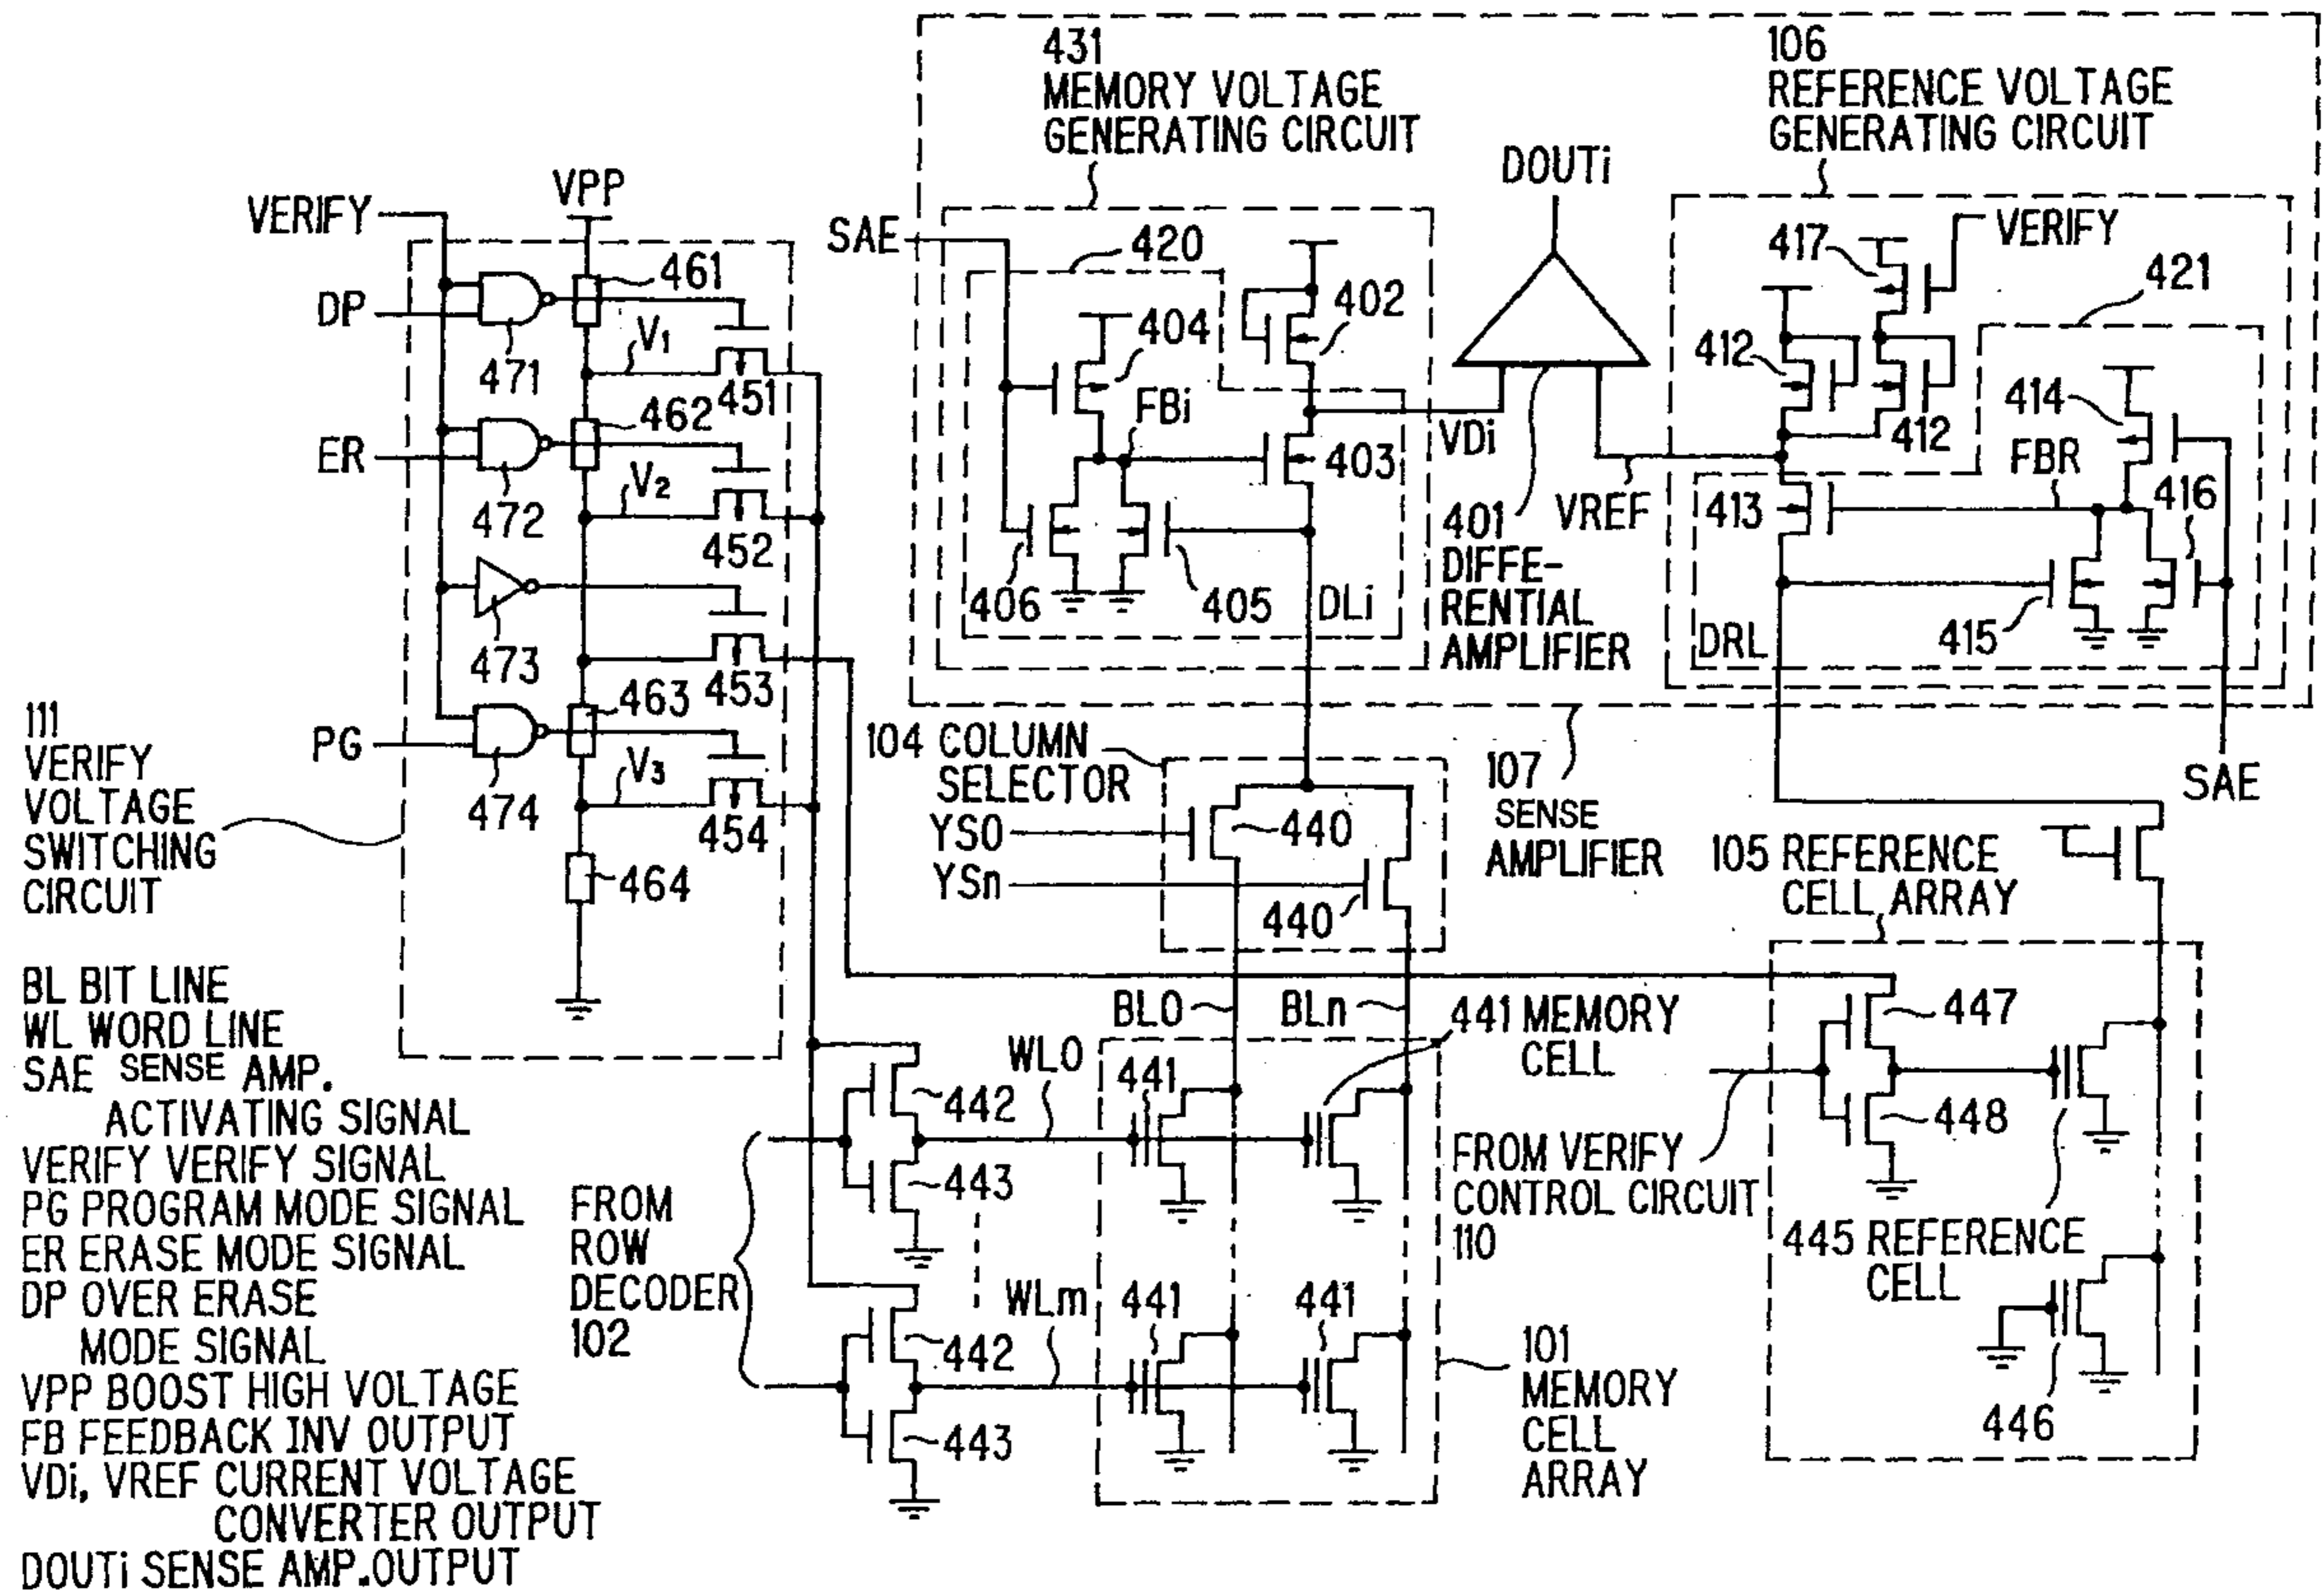 431
MEMORY VOLTAGE
GENERATING CIRCUIT
106
REFERENCE VOLTAGE
GENERATING CIRCUIT
DOUTi
VPP
VERIFY
DP
ER
PG
461
471
V1
451
462
472
V2
452
473
453
463
474
V3
454
464
111
VERIFY
VOLTAGE
SWITCHING
CIRCUIT
SAE
420
402
404
FBi
403
VDi
406
405
DLi
401
DIFFE-
RENTIAL
AMPLIFIER
VREF
417
VERIFY
421
412
412
414
FBR
416
413
415
DRL
SAE
104 COLUMN
SELECTOR
YS0
440
YSn
440
107
SENSE
AMPLIFIER
105 REFERENCE
CELL ARRAY
BL0
BLn
441 MEMORY
CELL
447
448
FROM VERIFY
CONTROL CIRCUIT
110
445 REFERENCE
CELL
446
WL0
442
443
441
FROM
ROW
DECODER
102
WLm
442
443
441
441
101
MEMORY
CELL
ARRAY
BL BIT LINE
WL WORD LINE
SAE SENSE AMP.
ACTIVATING SIGNAL
VERIFY VERIFY SIGNAL
PG PROGRAM MODE SIGNAL
ER ERASE MODE SIGNAL
DP OVER ERASE
MODE SIGNAL
VPP BOOST HIGH VOLTAGE
FB FEEDBACK INV OUTPUT
VDi, VREF CURRENT VOLTAGE
CONVERTER OUTPUT
DOUTi SENSE AMP.OUTPUT